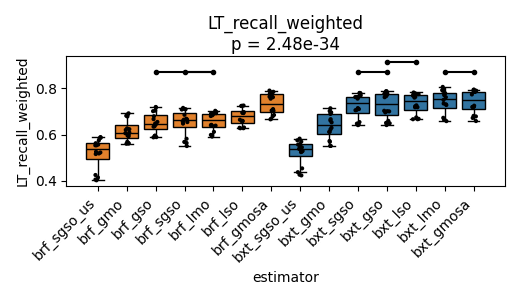 LT_recall_weighted
p = 2.48e-34
LT_recall_weighted
0.8
0.6
0.4
brf_sgso_us
brf_gmo
brf_gso
brf_sgso
brf_lmo
brf_lso
brf_gmosa
bxt_sgso_us
bxt_gmo
bxt_sgso
bxt_gso
bxt_lso
bxt_lmo
bxt_gmosa
estimator